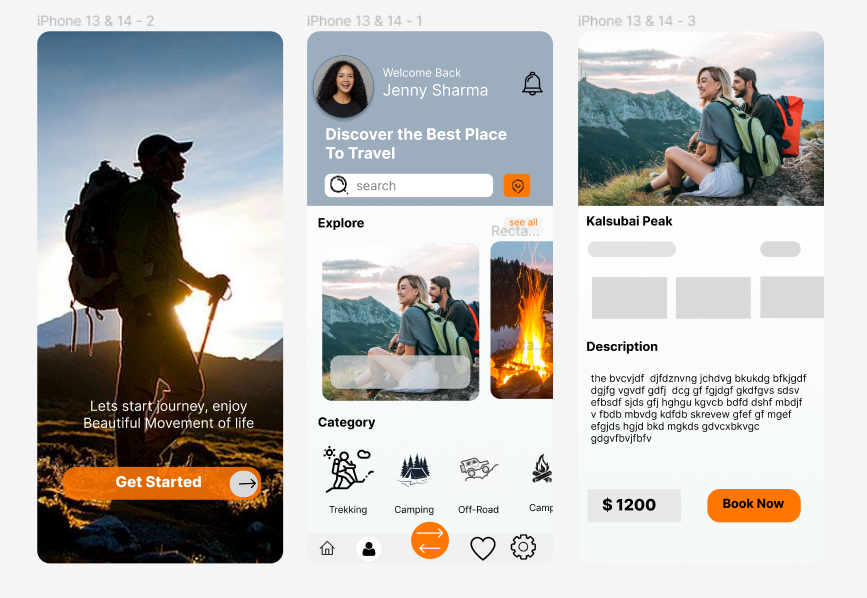 iPhone 13 & 14 - 2
Lets start journey, enjoy
Beautiful Movement of life
Get Started
iPhone 13 & 14 - 1
Welcome Back
Jenny Sharma
Discover the Best Place
To Travel
search
Explore
see all
Recta...
Recta...
Category
Trekking
Camping
Off-Road
Camp
iPhone 13 & 14 - 3
Kalsubai Peak
Description
the bvcvjdf djfdznvng jchdvg bkukdg bfkjgdf
dgjfg vgvdf gdfj dcg gf fgjdgf gkdfgvs sdsv
efbsdf sjds gfj hghgu kgvcb bdfd dshf mbdjf
v fbdb mbvdg kdfdb skrevew gfef gf mgef
efgjds hgjd bkd mgkds gdvcxbkvgc
gdgvfbvjfbfv
$ 1200
Book Now